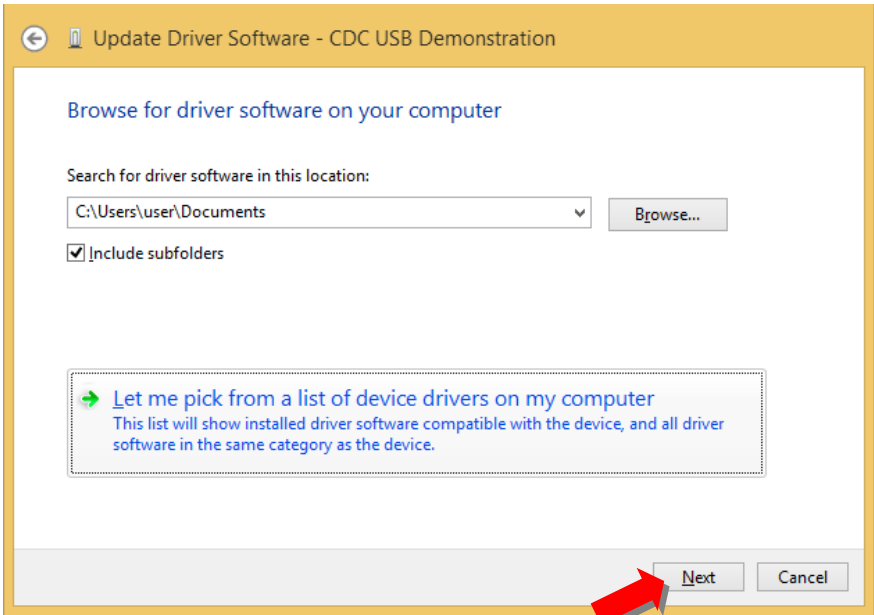 Update Driver Software - CDC USB Demonstration
Browse for driver software on your computer
Search for driver software in this location:
C:\Users\user\Documents
Browse...
Include subfolders
Let me pick from a list of device drivers on my computer
This list will show installed driver software compatible with the device, and all driver
software in the same category as the device.
Next
Cancel